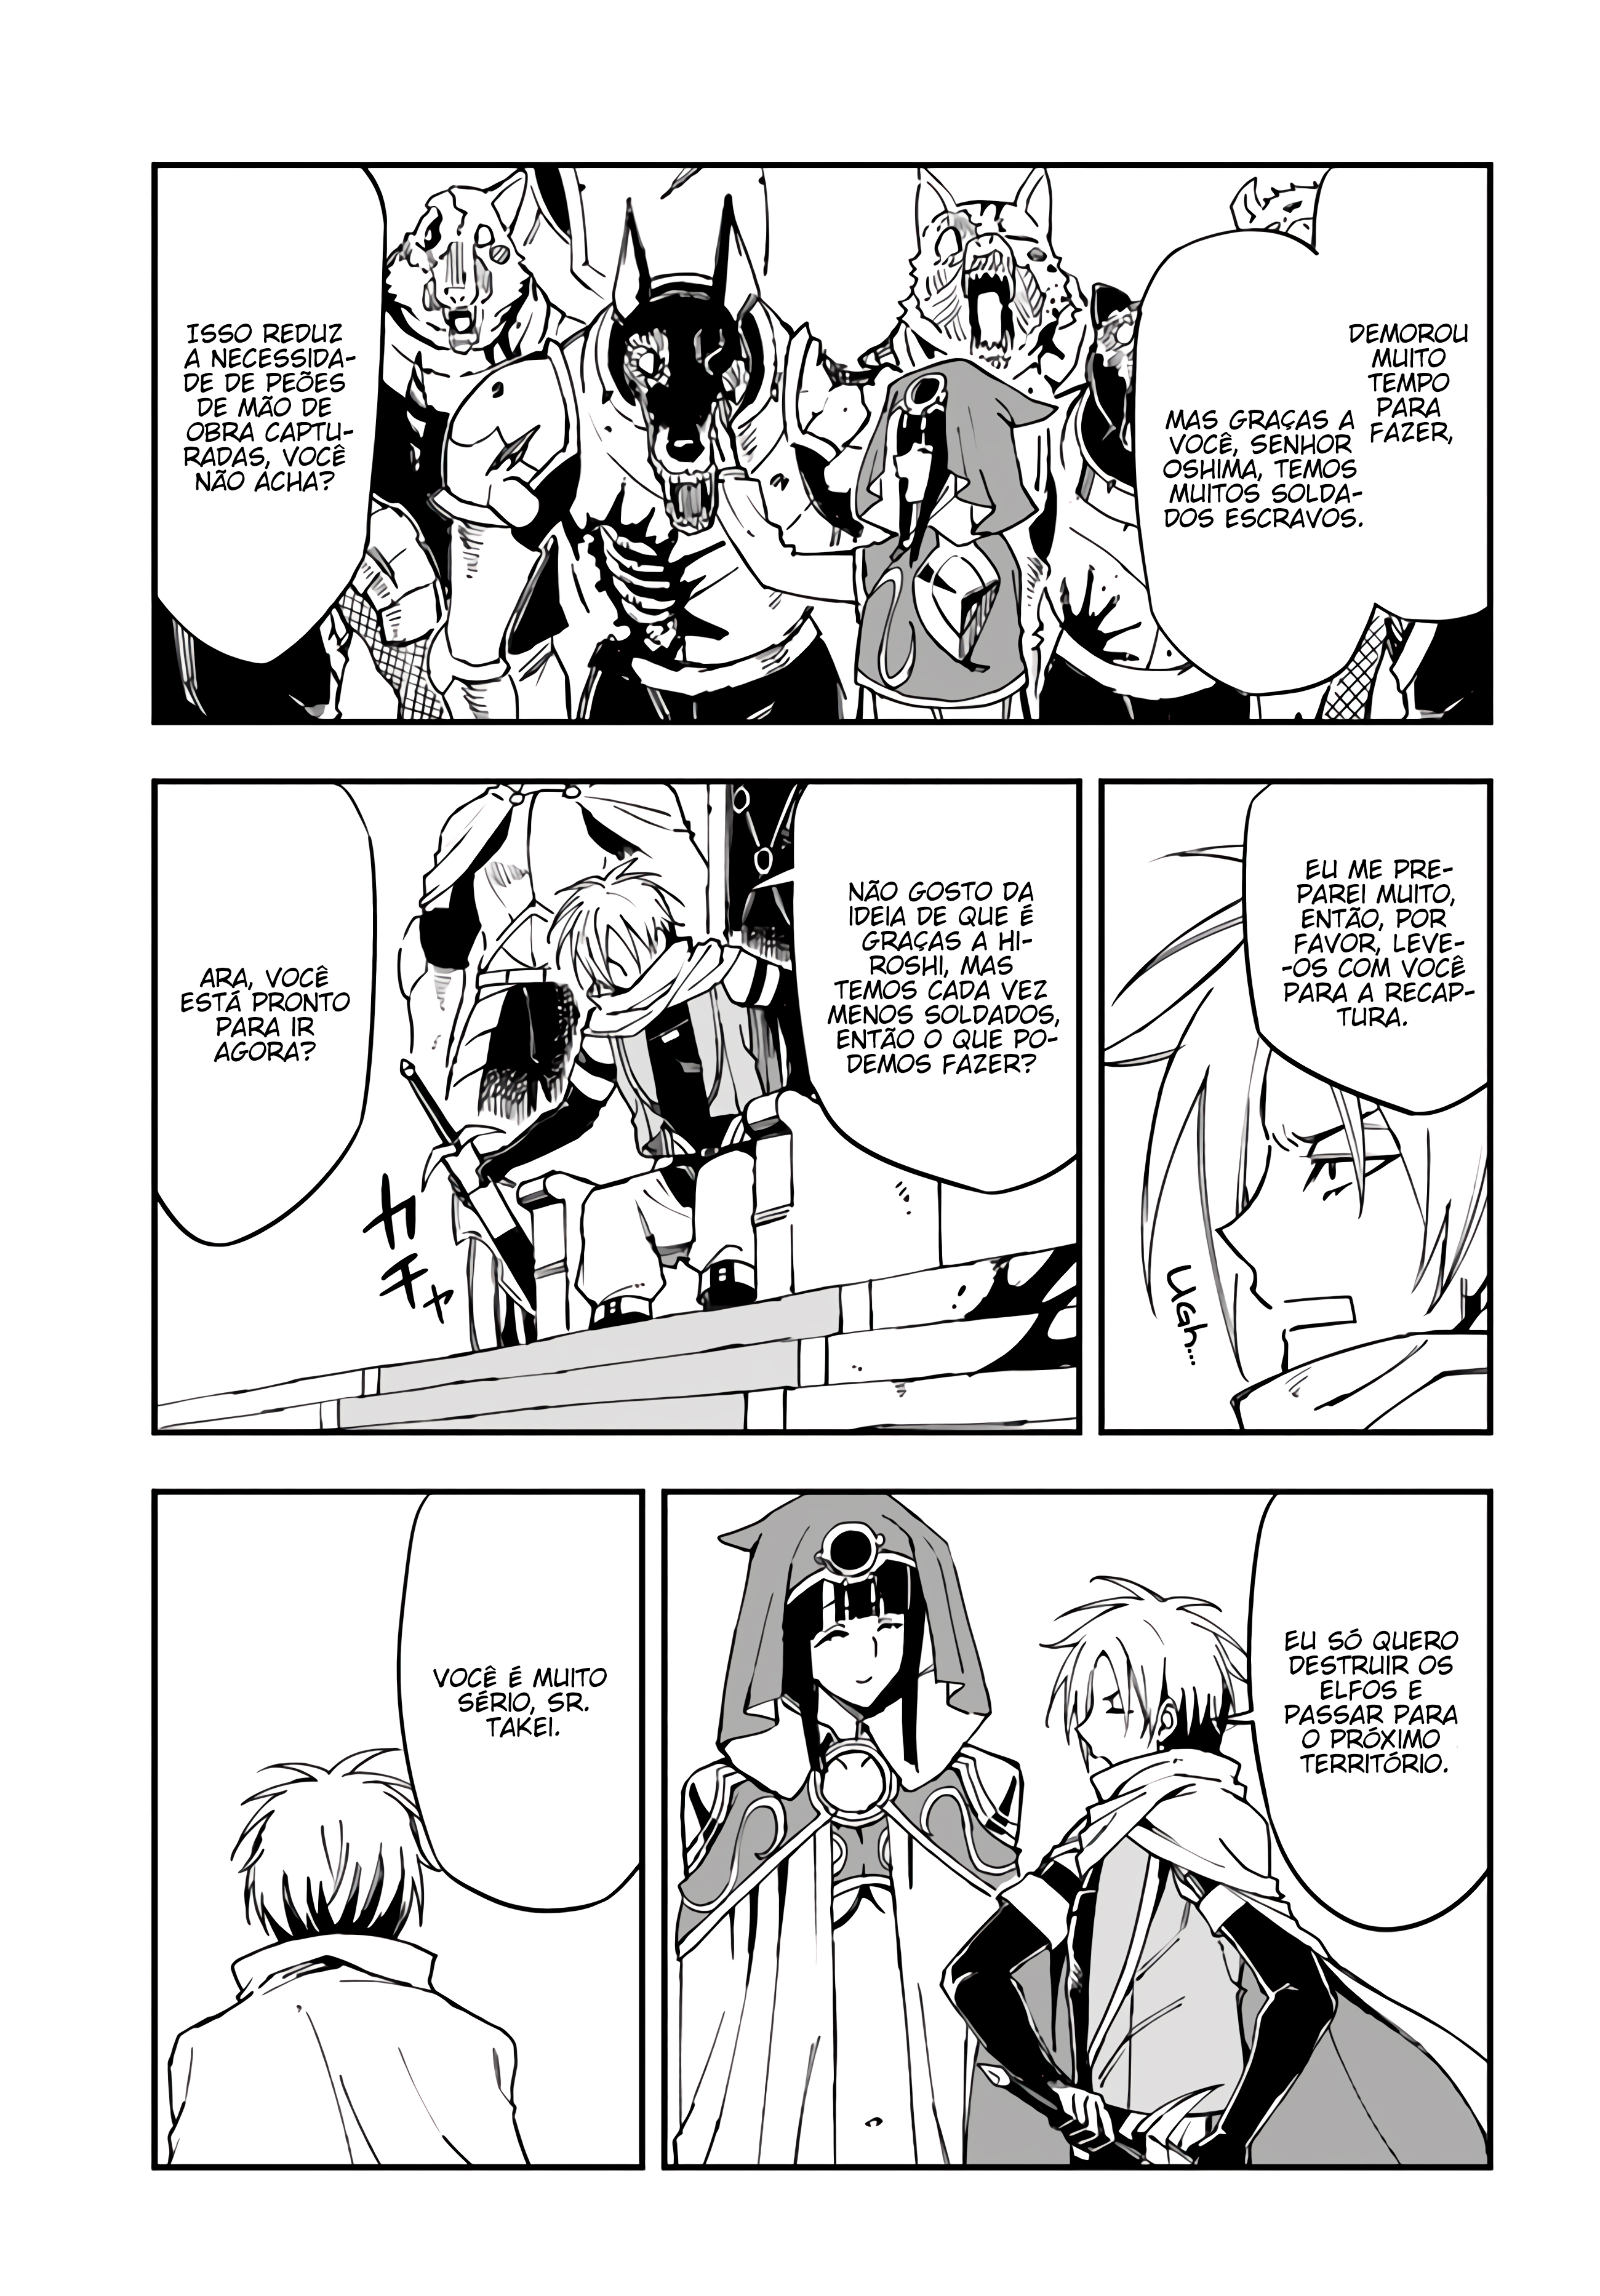 DEMOROU
MUITO
TEMPO
PARA
FAZER,
MAS GRAÇAS A
VOCÊ, SENHOR
OSHIMA, TEMOS
MUITOS SOLDA-
DOS ESCRAVOS.
ISSO REDUZ
A NECESSIDA-
DE DE PEÕES
DE MÃO DE
OBRA CAPTU-
RADAS, VOCÊ
NÃO ACHA?
EU ME PRE-
PAREI MUITO,
ENTÃO, POR
FAVOR, LEVE-
-OS COM VOCÊ
PARA A RECAP-
TURA.
Ugh...
NÃO GOSTO DA
IDEIA DE QUE É
GRAÇAS A HI-
ROSHI, MAS
TEMOS CADA VEZ
MENOS SOLDADOS,
ENTÃO O QUE PO-
DEMOS FAZER?
カチャ
ARA, VOCÊ
ESTÁ PRONTO
PARA IR
AGORA?
EU SÓ QUERO
DESTRUIR OS
ELFOS E
PASSAR PARA
O PRÓXIMO
TERRITÓRIO.
VOCÊ É MUITO
SÉRIO, SR.
TAKEI.